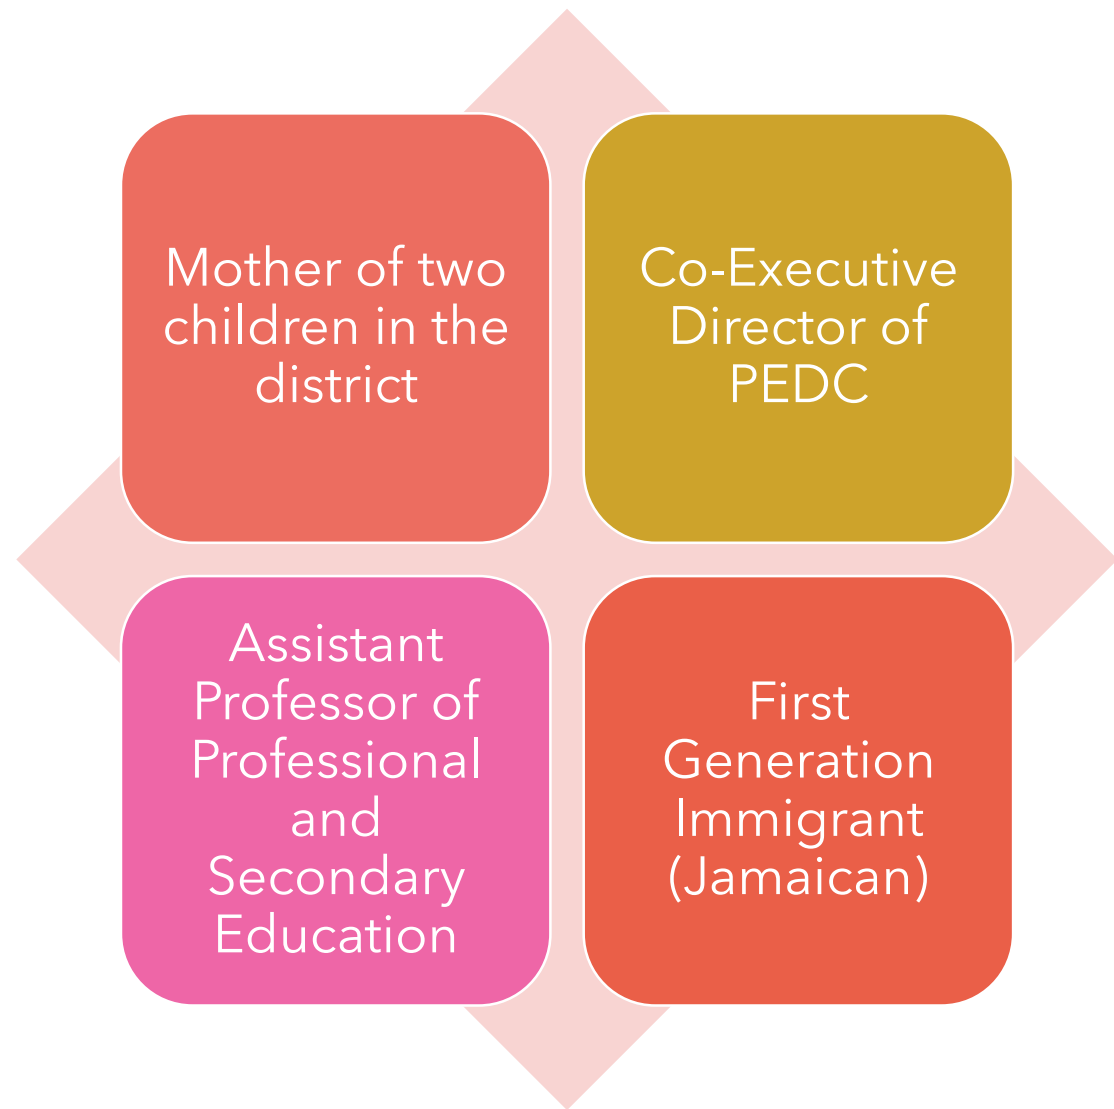 Mother of two
children in the
district
Co-Executive
Director of
PEDC
Assistant
Professor of
Professional
and
Secondary
Education
First
Generation
Immigrant
(Jamaican)